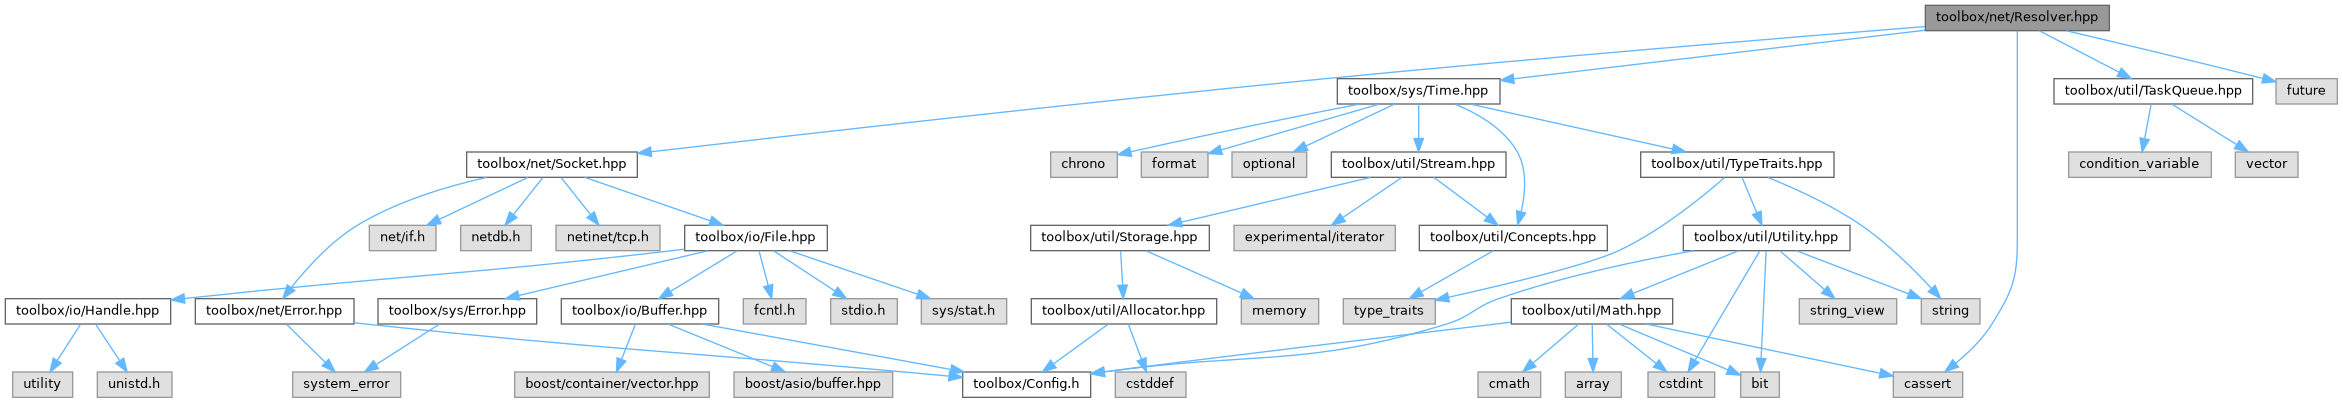 toolbox/net/Resolver.hpp
toolbox/sys/Time.hpp
toolbox/util/TaskQueue.hpp
future
toolbox/net/Socket.hpp
chrono
format
optional
toolbox/util/Stream.hpp
toolbox/util/TypeTraits.hpp
condition_variable
vector
net/if.h
netdb.h
netinet/tcp.h
toolbox/io/File.hpp
toolbox/util/Storage.hpp
experimental/iterator
toolbox/util/Concepts.hpp
toolbox/util/Utility.hpp
toolbox/io/Handle.hpp
toolbox/net/Error.hpp
toolbox/sys/Error.hpp
toolbox/io/Buffer.hpp
fcntl.h
stdio.h
sys/stat.h
toolbox/util/Allocator.hpp
memory
type_traits
toolbox/util/Math.hpp
string_view
string
utility
unistd.h
system_error
boost/container/vector.hpp
boost/asio/buffer.hpp
toolbox/Config.h
cstddef
cmath
array
cstdint
bit
cassert